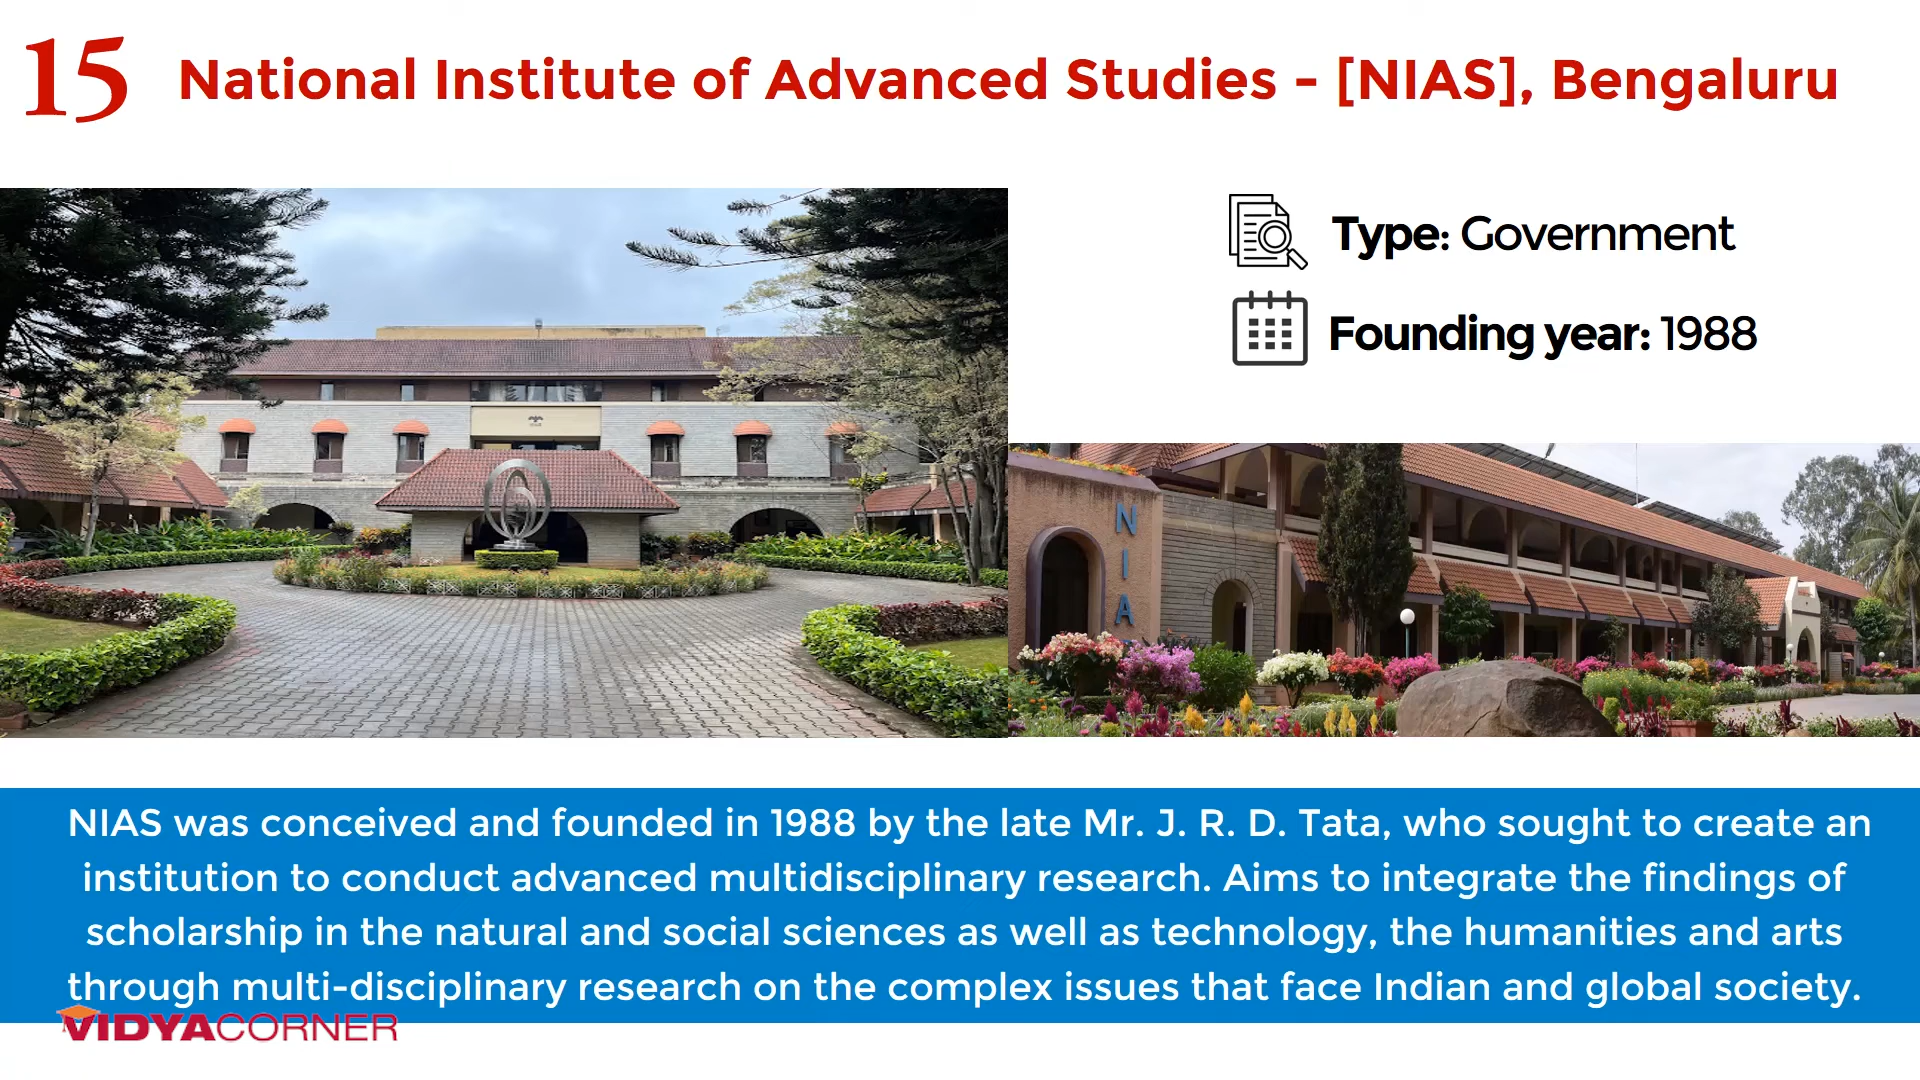 15 National Institute of Advanced Studies - [NIAS], Bengaluru
Type: Government
Founding year: 1988
N
I
A
NIAS was conceived and founded in 1988 by the late Mr. J. R. D. Tata, who sought to create an
institution to conduct advanced multidisciplinary research. Aims to integrate the findings of
scholarship in the natural and social sciences as well as technology, the humanities and arts
through multi-disciplinary research on the complex issues that face Indian and global society.
VIDYACORNER